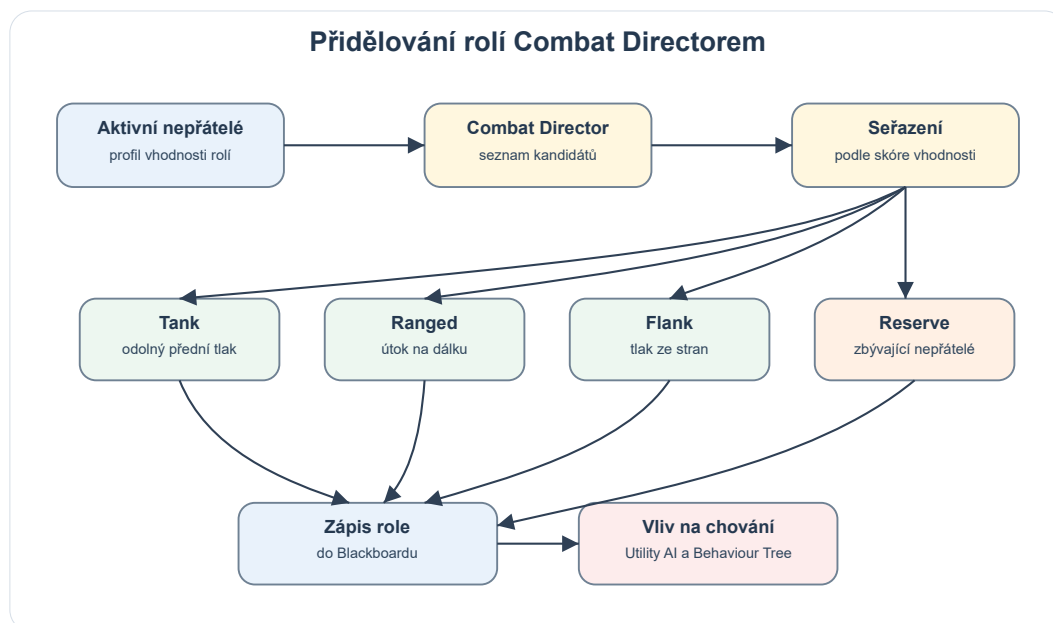 Přidělování rolí Combat Directorem
Aktivní nepřátelé
profil vhodnosti rolí
Combat Director
seznam kandidátů
Seřazení
podle skóre vhodnosti
Tank
odolný přední tlak
Ranged
útok na dálku
Flank
tlak ze stran
Reserve
zbývající nepřátelé
Zápis role
do Blackboardu
Vliv na chování
Utility AI a Behaviour Tree